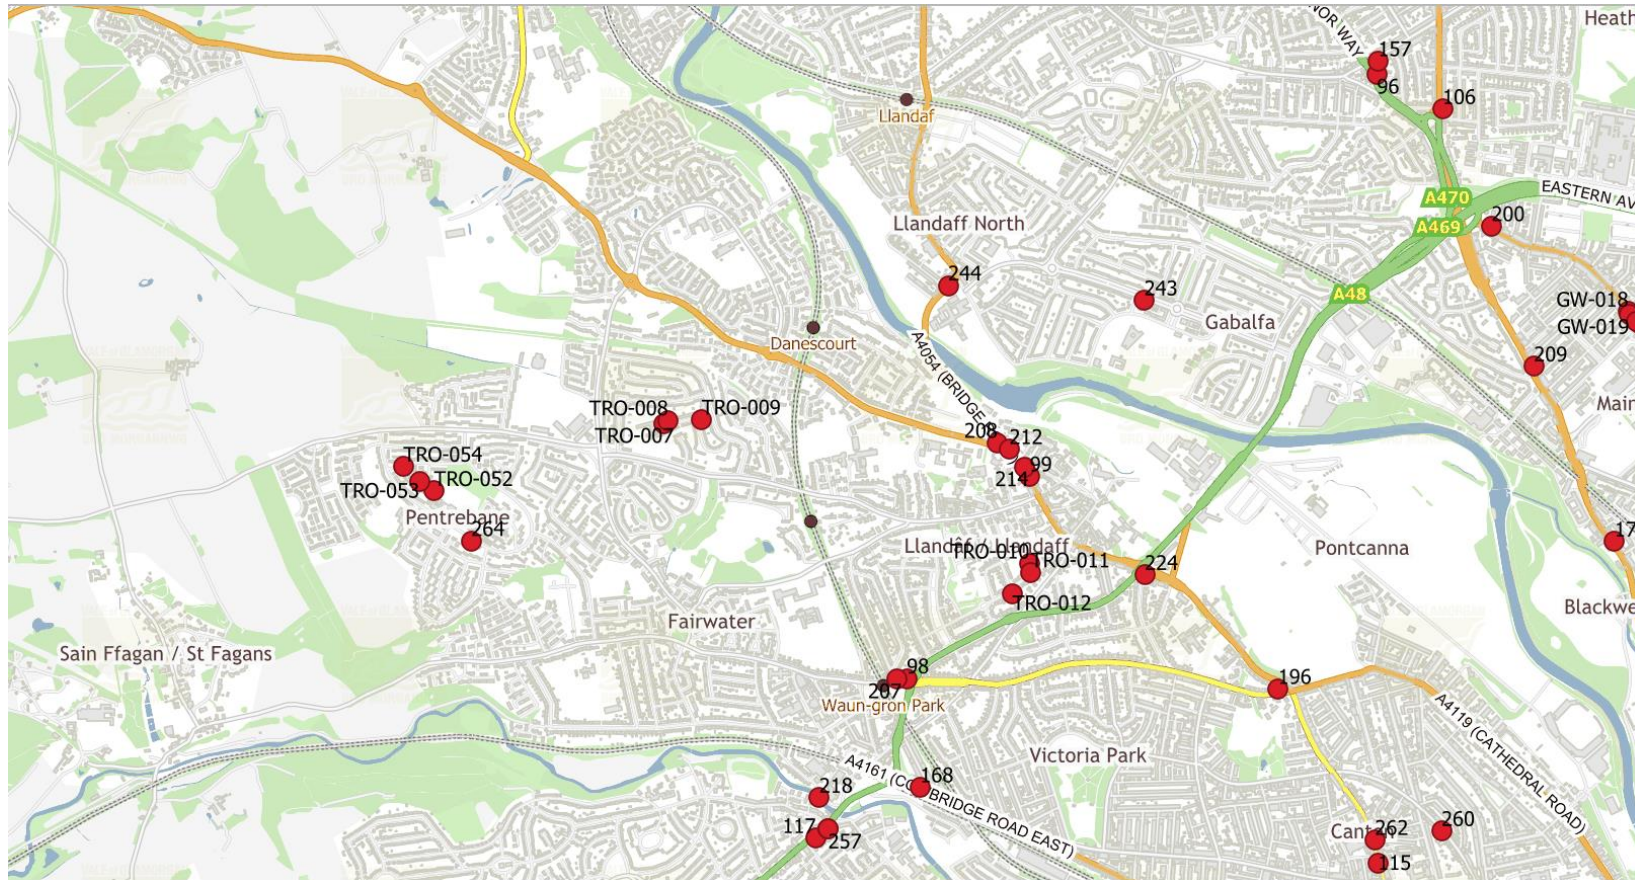 Heath
NOR WAY
157
96
106
Llandaf
A470
EASTERN AV
200
A469
Llandaff North
244
243
A48
GW-018
Gabalfa
GW-019
Danescourt
A4054 (BRIDGE
209
Main
TRO-008
TRO-009
TRO-007
208
212
TRO-054
99
TRO-053
TRO-052
214
Pentrebane
264
17
Llandaff
TRO-010
TRO-011
Pontcanna
224
TRO-012
Blackwe
Fairwater
Sain Ffagan / St Fagans
98
207
196
Waun-gron Park
A4119 (CATHEDRAL ROAD)
Victoria Park
A4161 (CO
BRIDGE ROAD EAST)
168
218
117
257
262
260
115